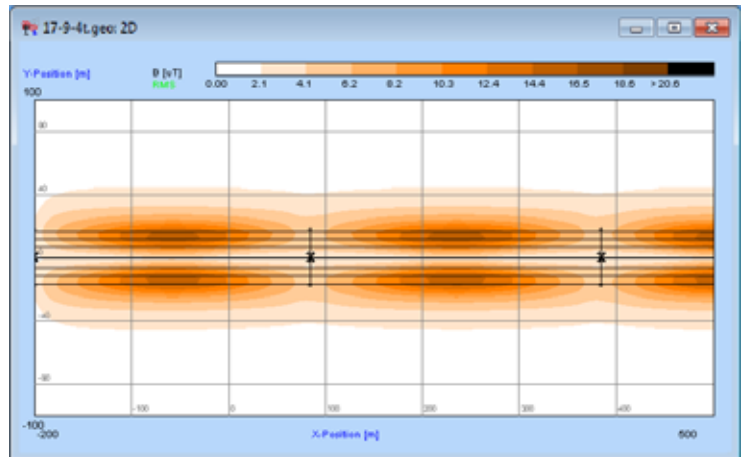 17-9-4t.geo: 2D
Y-Position [m]
B [vT]
RMS
0.00 2.1 4.1 6.2 8.2 10.3 12.4 14.4 16.5 18.6 > 20.6
100
80
40
0
-40
-80
-100 0 100 200 300 400
-100
-200
X-Position [m]
500